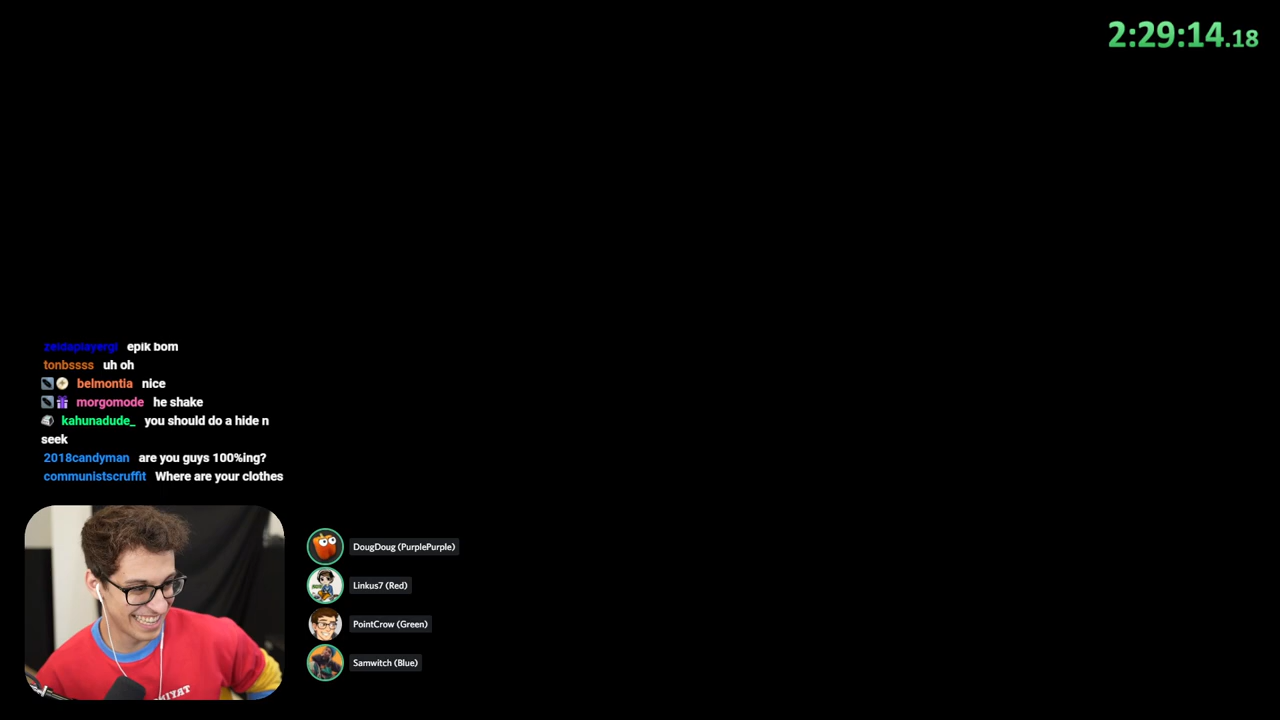 2:29:14.18
zeldaplayergl epik bom
tonbssss uh oh
belmontia nice
morgomode he shake
kahunadude_ you should do a hide n
seek
2018candyman are you guys 100%ing?
communistscruffit Where are your clothes
DougDoug (PurplePurple)
Linkus7 (Red)
PointCrow (Green)
Samwitch (Blue)